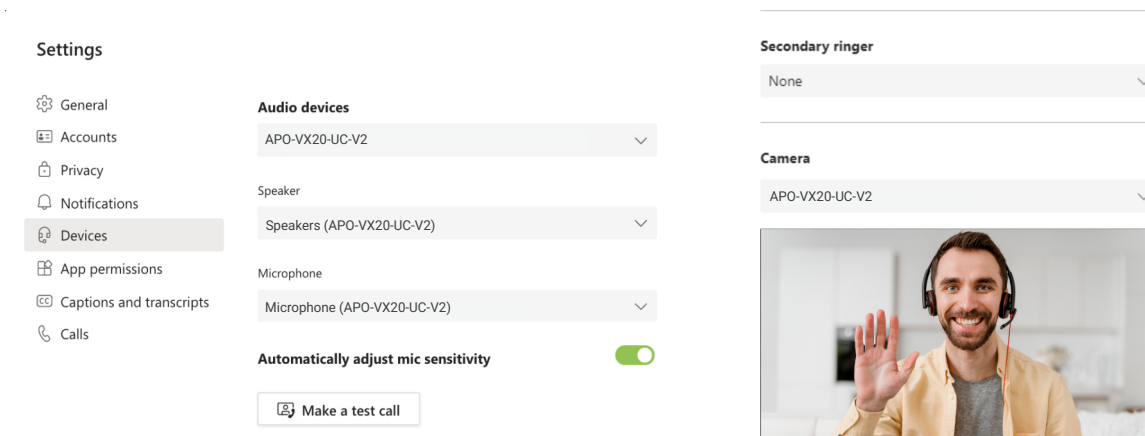 Settings
General
Accounts
Privacy
Notifications
Devices
App permissions
CC Captions and transcripts
Calls
Audio devices
APO-VX20-UC-V2
Speaker
Speakers (APO-VX20-UC-V2)
Microphone
Microphone (APO-VX20-UC-V2)
Automatically adjust mic sensitivity
Make a test call
Secondary ringer
None
Camera
APO-VX20-UC-V2